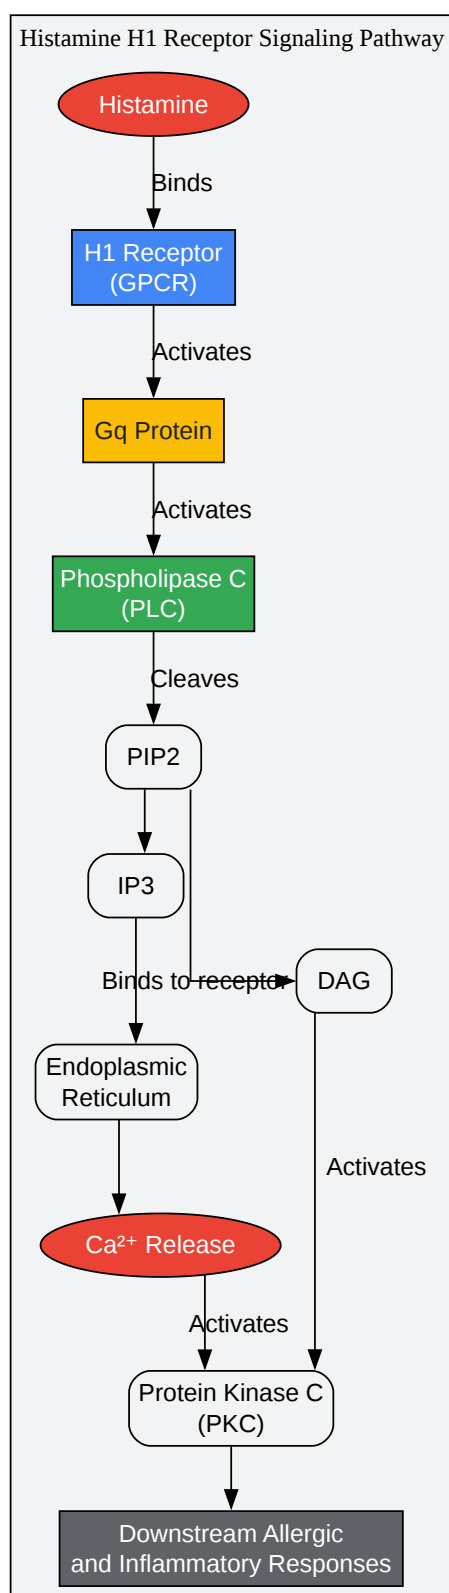 Histamine H1 Receptor Signaling Pathway
Histamine
Binds
H1 Receptor
(GPCR)
Activates
Gq Protein
Activates
Phospholipase C
(PLC)
Cleaves
PIP2
IP3
Binds to receptor
DAG
Endoplasmic
Reticulum
Activates
Ca²⁺ Release
Activates
Protein Kinase C
(PKC)
Downstream Allergic
and Inflammatory Responses